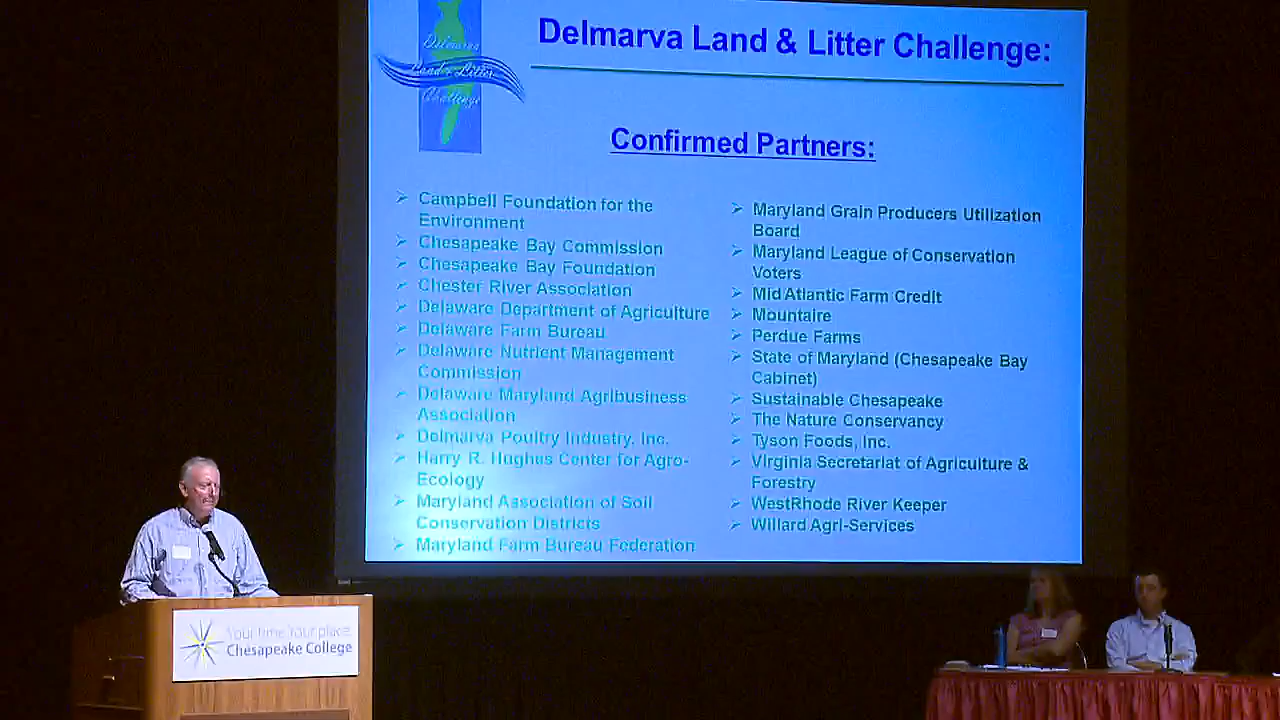 Delmarva
Land & Litter
Challenge
Delmarva Land & Litter Challenge:
Confirmed Partners:
Campbell Foundation for the
Environment
Chesapeake Bay Commission
Chesapeake Bay Foundation
Chester River Association
Delaware Department of Agriculture
Delaware Farm Bureau
Delaware Nutrient Management
Commission
Delaware Maryland Agribusiness
Association
Delmarva Poultry Industry, Inc.
Harry R. Hughes Center for Agro-
Ecology
Maryland Association of Soil
Conservation Districts
Maryland Farm Bureau Federation
Maryland Grain Producers Utilization
Board
Maryland League of Conservation
Voters
Mid Atlantic Farm Credit
Mountaire
Perdue Farms
State of Maryland (Chesapeake Bay
Cabinet)
Sustainable Chesapeake
The Nature Conservancy
Tyson Foods, Inc.
Virginia Secretariat of Agriculture &
Forestry
WestRhode River Keeper
Willard Agri-Services
Your time. Your place.
Chesapeake College